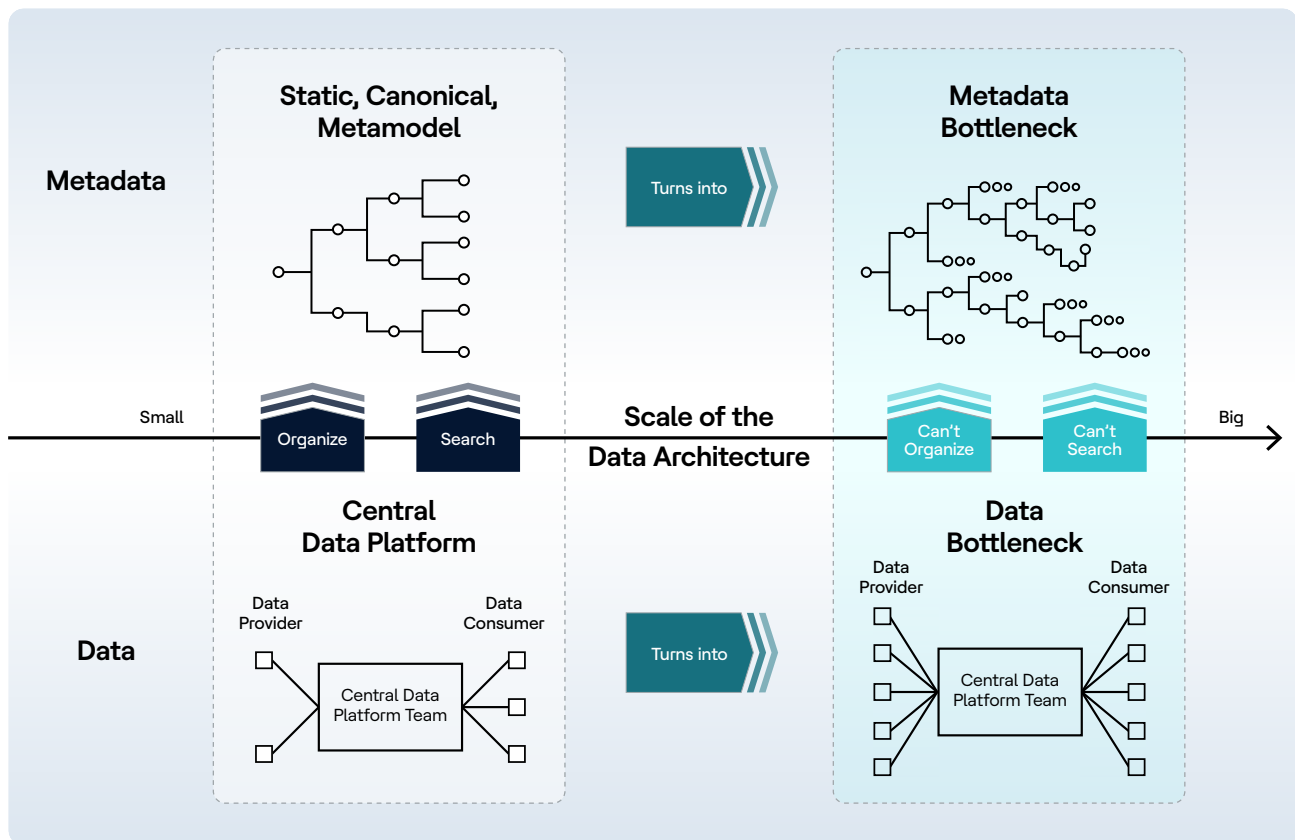 Static, Canonical,
Metamodel
Metadata
Bottleneck
Metadata
Turns into
Small
Organize
Search
Scale of the
Data Architecture
Can't
Organize
Can't
Search
Big
Central
Data Platform
Data
Bottleneck
Data
Data
Provider
Data
Consumer
Central Data
Platform Team
Turns into
Data
Provider
Data
Consumer
Central Data
Platform Team